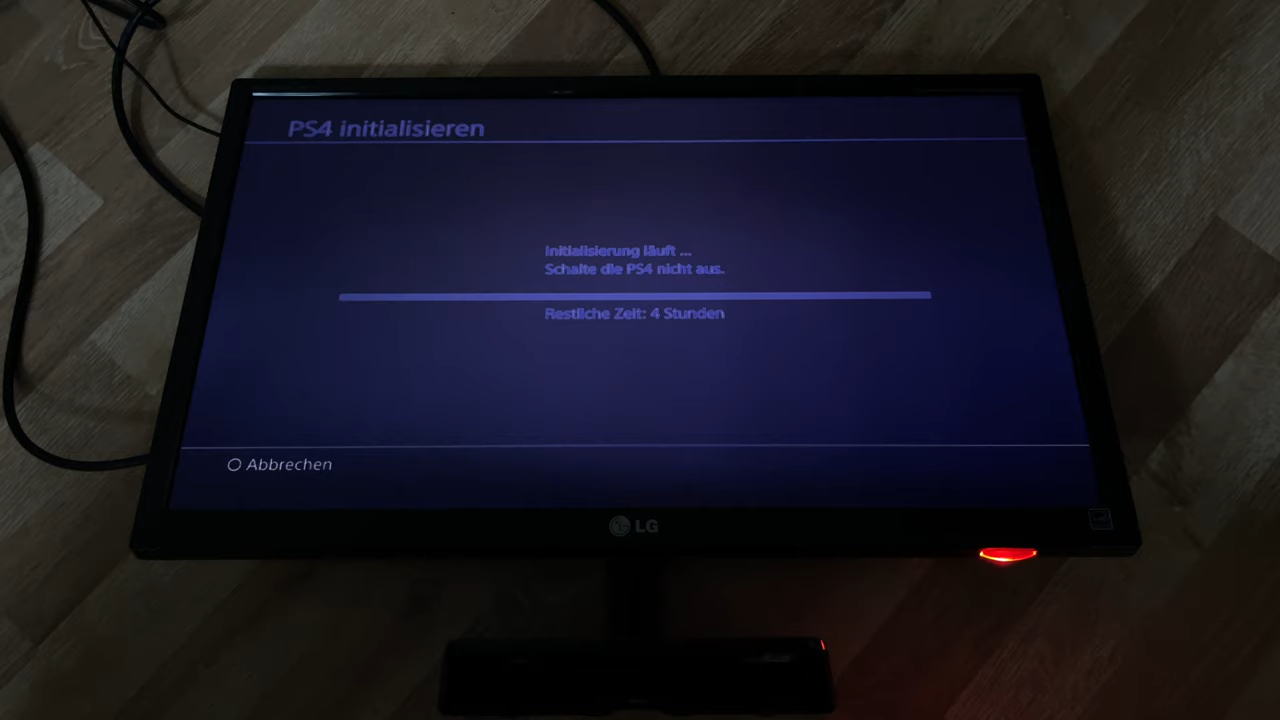 PS4 initialisieren
Initialisierung läuft ...
Schalte die PS4 nicht aus.
Restliche Zeit: 4 Stunden
Abbrechen
LG